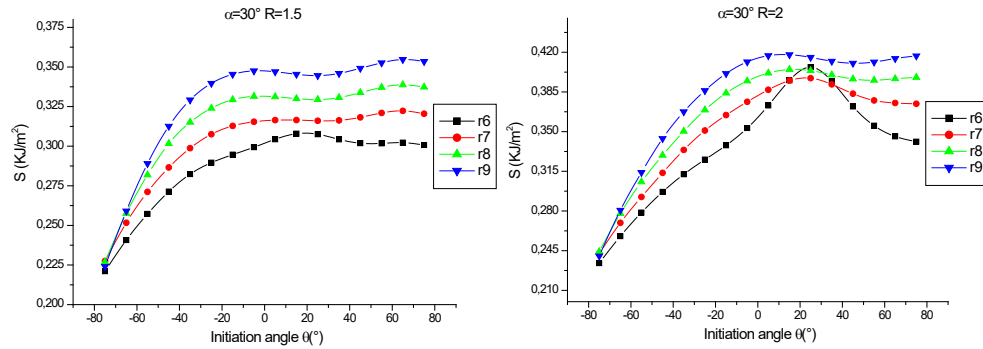 α=30° R=1.5
0,375
0,350
0,325
0,300
0,275
0,250
0,225
0,200
S (KJ/m²)
-80 -60 -40 -20 0 20 40 60 80
Initiation angle θ(°)
r6
r7
r8
r9
α=30° R=2
0,420
0,385
0,350
0,315
0,280
0,245
0,210
S (KJ/m²)
-80 -60 -40 -20 0 20 40 60 80
Initiation angle θ(°)
r6
r7
r8
r9